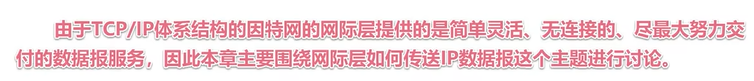 由于TCP/IP体系结构的因特网的网际层提供的是简单灵活、无连接的、尽最大努力交
付的数据报服务，因此本章主要围绕网际层如何传送IP数据报这个主题进行讨论。